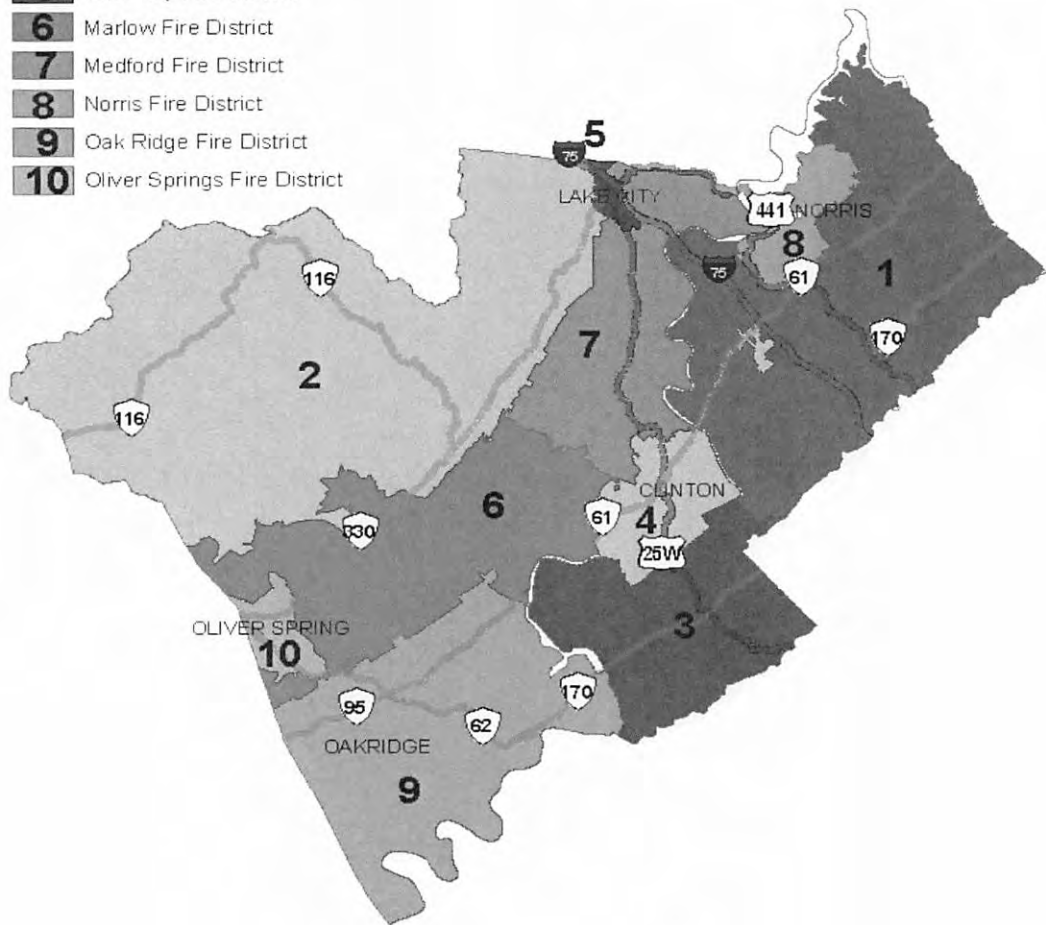 6 Marlow Fire District
7 Medford Fire District
8 Norris Fire District
9 Oak Ridge Fire District
10 Oliver Springs Fire District
5
75
LAKE CITY
441 NORRIS
8
75
61
1
116
170
7
2
116
6
CLINTON
61
4
330
25W
OLIVER SPRING
3
10
170
95
62
OAKRIDGE
9